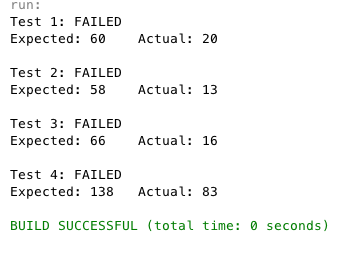 run:
Test 1: FAILED
Expected: 60    Actual: 20
Test 2: FAILED
Expected: 58    Actual: 13
Test 3: FAILED
Expected: 66    Actual: 16
Test 4: FAILED
Expected: 138   Actual: 83
BUILD SUCCESSFUL (total time: 0 seconds)